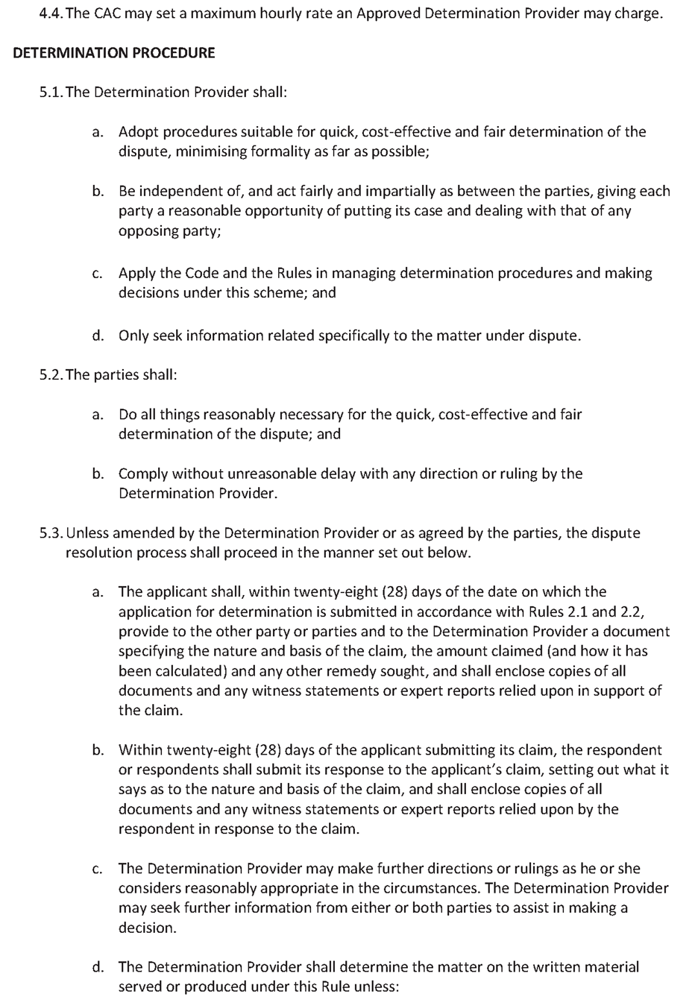 4.4. The CAC may set a maximum hourly rate an Approved Determination Provider may charge.
DETERMINATION PROCEDURE
5.1. The Determination Provider shall:
a. Adopt procedures suitable for quick, cost-effective and fair determination of the
dispute, minimising formality as far as possible;
b. Be independent of, and act fairly and impartially as between the parties, giving each
party a reasonable opportunity of putting its case and dealing with that of any
opposing party;
c. Apply the Code and the Rules in managing determination procedures and making
decisions under this scheme; and
d. Only seek information related specifically to the matter under dispute.
5.2. The parties shall:
a. Do all things reasonably necessary for the quick, cost-effective and fair
determination of the dispute; and
b. Comply without unreasonable delay with any direction or ruling by the
Determination Provider.
5.3. Unless amended by the Determination Provider or as agreed by the parties, the dispute
resolution process shall proceed in the manner set out below.
a. The applicant shall, within twenty-eight (28) days of the date on which the
application for determination is submitted in accordance with Rules 2.1 and 2.2,
provide to the other party or parties and to the Determination Provider a document
specifying the nature and basis of the claim, the amount claimed (and how it has
been calculated) and any other remedy sought, and shall enclose copies of all
documents and any witness statements or expert reports relied upon in support of
the claim.
b. Within twenty-eight (28) days of the applicant submitting its claim, the respondent
or respondents shall submit its response to the applicant's claim, setting out what it
says as to the nature and basis of the claim, and shall enclose copies of all
documents and any witness statements or expert reports relied upon by the
respondent in response to the claim.
c. The Determination Provider may make further directions or rulings as he or she
considers reasonably appropriate in the circumstances. The Determination Provider
may seek further information from either or both parties to assist in making a
decision.
d. The Determination Provider shall determine the matter on the written material
served or produced under this Rule unless: